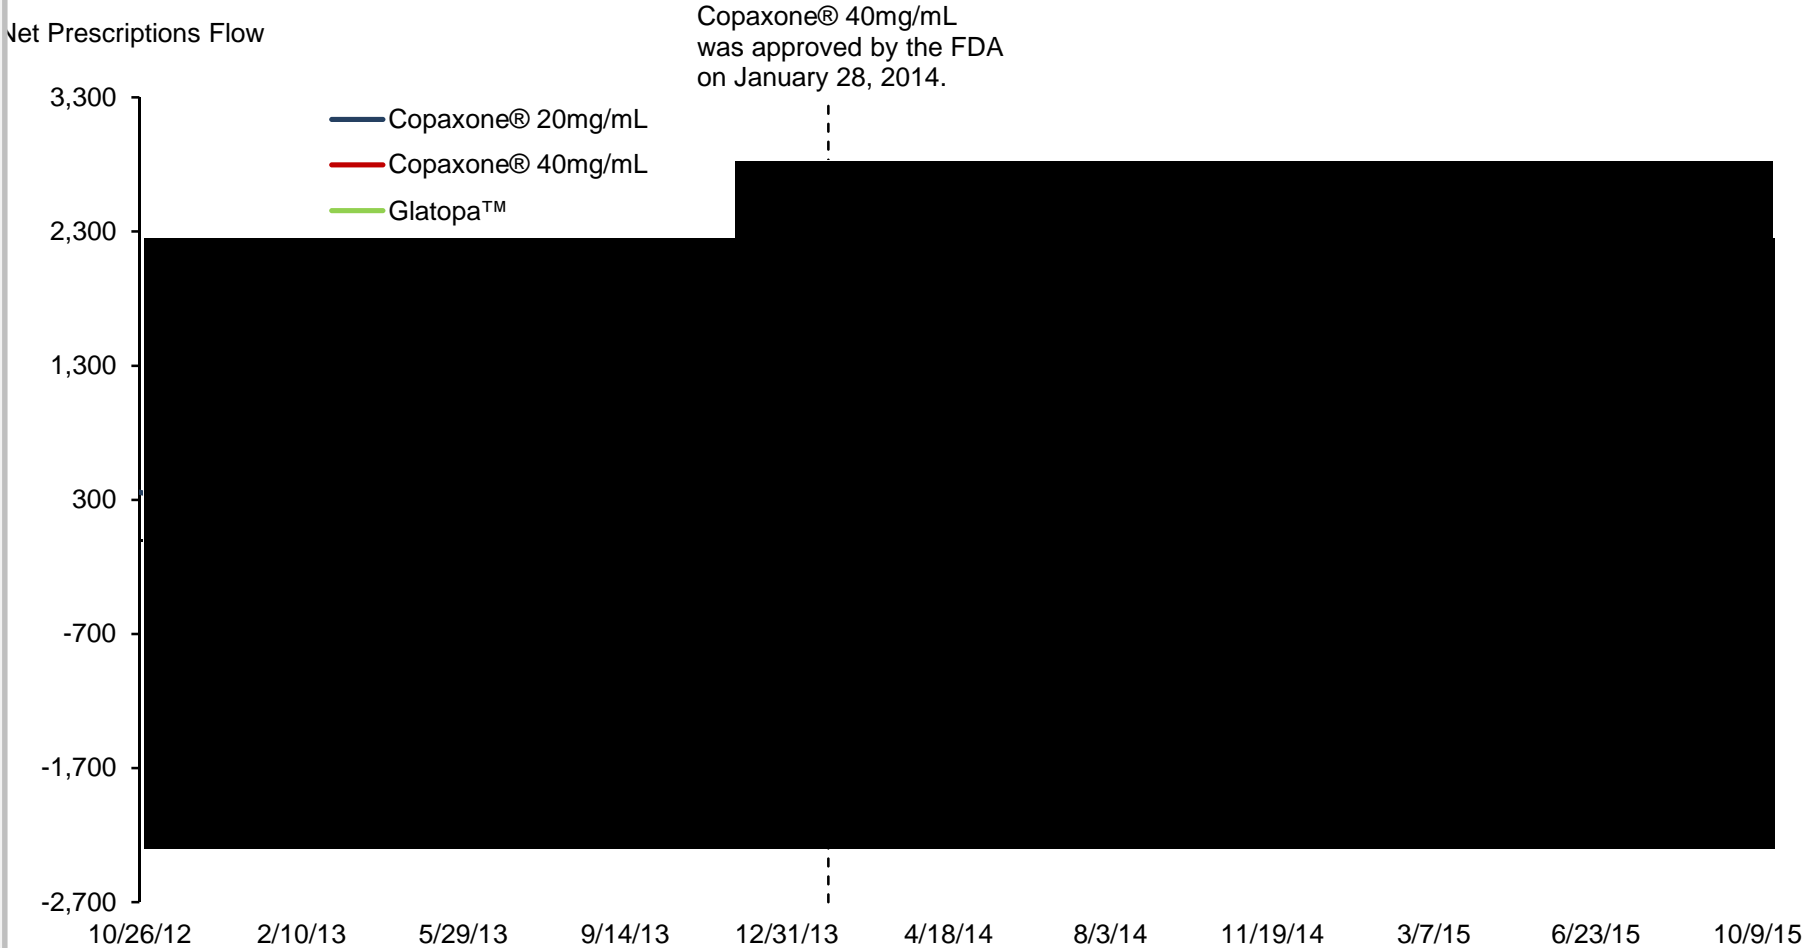 Copaxone® 40mg/mL
was approved by the FDA
on January 28, 2014.
Net Prescriptions Flow
3,300
Copaxone® 20mg/mL
Copaxone® 40mg/mL
Glatopa™
2,300
1,300
300
-700
-1,700
-2,700
10/26/12 2/10/13 5/29/13 9/14/13 12/31/13 4/18/14 8/3/14 11/19/14 3/7/15 6/23/15 10/9/15